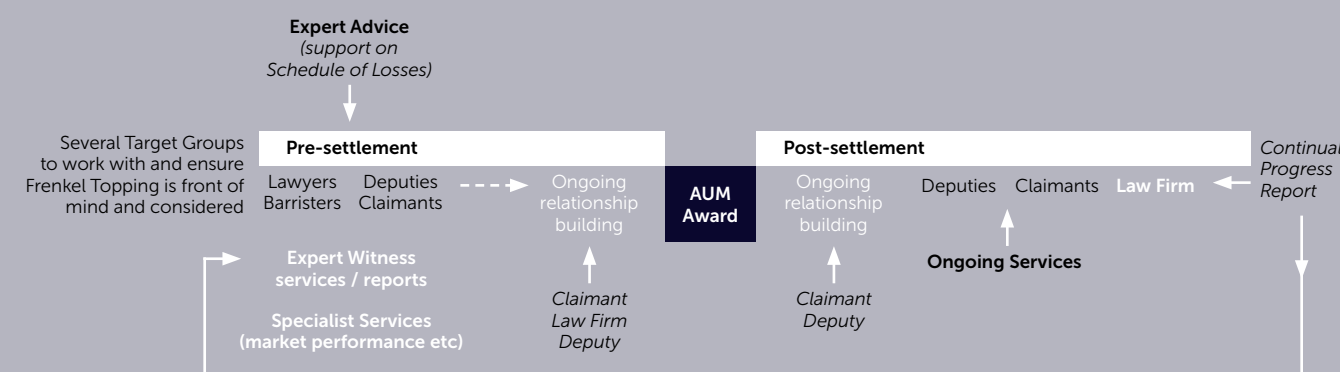 Expert Advice
(support on
Schedule of Losses)
Several Target Groups
to work with and ensure
Frenkel Topping is front of
mind and considered
Pre-settlement
Lawyers
Barristers
Deputies
Claimants
Ongoing
relationship
building
Expert Witness
services / reports
Specialist Services
(market performance etc)
Claimant
Law Firm
Deputy
AUM
Award
Post-settlement
Ongoing
relationship
building
Claimant
Deputy
Deputies
Claimants
Law Firm
Ongoing Services
Continual
Progress
Report